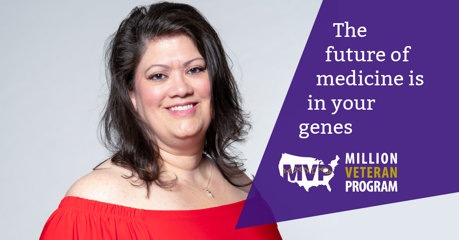 The
future of
medicine is
in your
genes
MVP
MILLION
VETERAN
PROGRAM